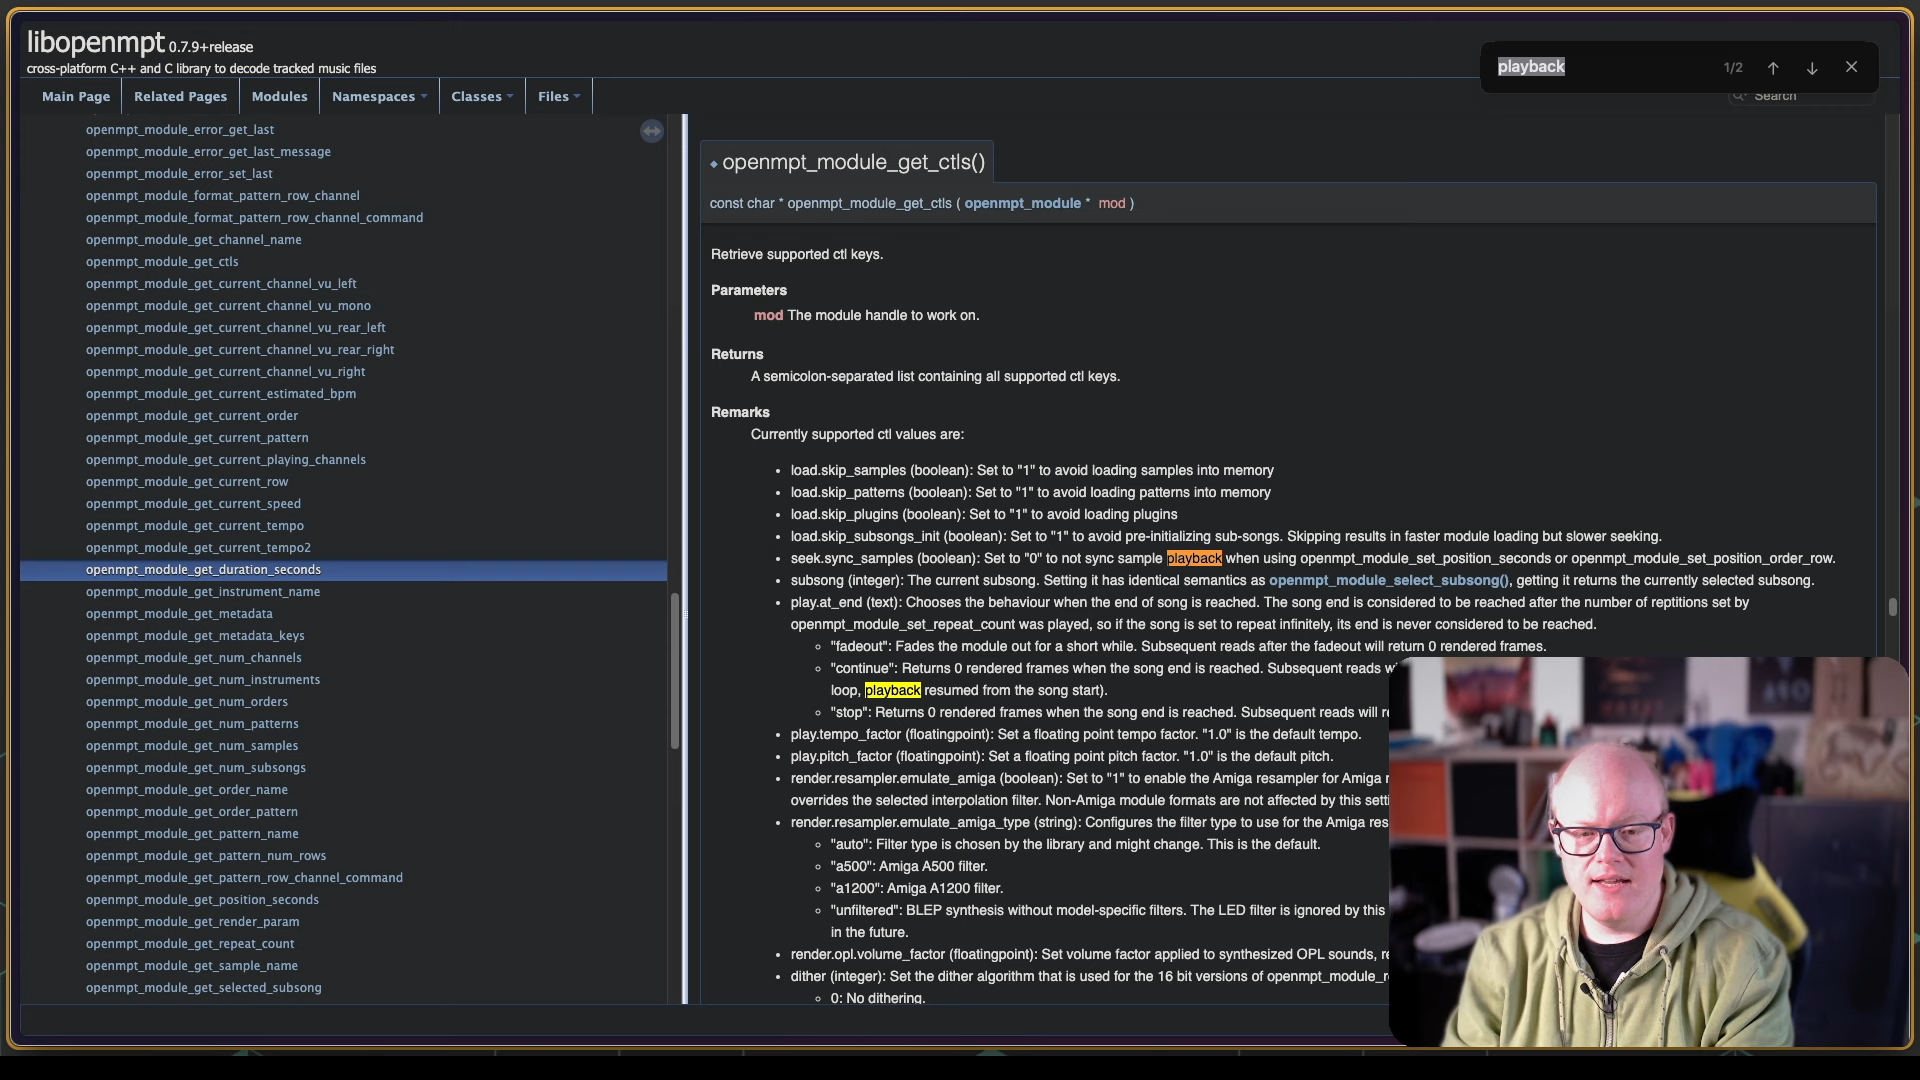 libopenmpt 0.7.9+release
cross-platform C++ and C library to decode tracked music files
playback 1/2
Main Page Related Pages Modules Namespaces Classes Files
Search
openmpt_module_error_get_last
openmpt_module_error_get_last_message
openmpt_module_error_set_last
openmpt_module_format_pattern_row_channel
openmpt_module_format_pattern_row_channel_command
openmpt_module_get_channel_name
openmpt_module_get_ctls
openmpt_module_get_current_channel_vu_left
openmpt_module_get_current_channel_vu_mono
openmpt_module_get_current_channel_vu_rear_left
openmpt_module_get_current_channel_vu_rear_right
openmpt_module_get_current_channel_vu_right
openmpt_module_get_current_estimated_bpm
openmpt_module_get_current_order
openmpt_module_get_current_pattern
openmpt_module_get_current_playing_channels
openmpt_module_get_current_row
openmpt_module_get_current_speed
openmpt_module_get_current_tempo
openmpt_module_get_current_tempo2
openmpt_module_get_duration_seconds
openmpt_module_get_instrument_name
openmpt_module_get_metadata
openmpt_module_get_metadata_keys
openmpt_module_get_num_channels
openmpt_module_get_num_instruments
openmpt_module_get_num_orders
openmpt_module_get_num_patterns
openmpt_module_get_num_samples
openmpt_module_get_num_subsongs
openmpt_module_get_order_name
openmpt_module_get_order_pattern
openmpt_module_get_pattern_name
openmpt_module_get_pattern_num_rows
openmpt_module_get_pattern_row_channel_command
openmpt_module_get_position_seconds
openmpt_module_get_render_param
openmpt_module_get_repeat_count
openmpt_module_get_sample_name
openmpt_module_get_selected_subsong
openmpt_module_get_ctls()
const char * openmpt_module_get_ctls ( openmpt_module * mod )
Retrieve supported ctl keys.
Parameters
mod The module handle to work on.
Returns
A semicolon-separated list containing all supported ctl keys.
Remarks
Currently supported ctl values are:
• load.skip_samples (boolean): Set to "1" to avoid loading samples into memory
• load.skip_patterns (boolean): Set to "1" to avoid loading patterns into memory
• load.skip_plugins (boolean): Set to "1" to avoid loading plugins
• load.skip_subsongs_init (boolean): Set to "1" to avoid pre-initializing sub-songs. Skipping results in faster module loading but slower seeking.
• seek.sync_samples (boolean): Set to "0" to not sync sample playback when using openmpt_module_set_position_seconds or openmpt_module_set_position_order_row.
• subsong (integer): The current subsong. Setting it has identical semantics as openmpt_module_select_subsong(), getting it returns the currently selected subsong.
• play.at_end (text): Chooses the behaviour when the end of song is reached. The song end is considered to be reached after the number of reptitions set by
openmpt_module_set_repeat_count was played, so if the song is set to repeat infinitely, its end is never considered to be reached.
◦ "fadeout": Fades the module out for a short while. Subsequent reads after the fadeout will return 0 rendered frames.
◦ "continue": Returns 0 rendered frames when the song end is reached. Subsequent reads
loop, playback resumed from the song start).
◦ "stop": Returns 0 rendered frames when the song end is reached. Subsequent reads will
• play.tempo_factor (floatingpoint): Set a floating point tempo factor. "1.0" is the default tempo.
• play.pitch_factor (floatingpoint): Set a floating point pitch factor. "1.0" is the default pitch.
• render.resampler.emulate_amiga (boolean): Set to "1" to enable the Amiga resampler for Amiga
overrides the selected interpolation filter. Non-Amiga module formats are not affected by this
• render.resampler.emulate_amiga_type (string): Configures the filter type to use for the Amiga
◦ "auto": Filter type is chosen by the library and might change. This is the default.
◦ "a500": Amiga A500 filter.
◦ "a1200": Amiga A1200 filter.
◦ "unfiltered": BLEP synthesis without model-specific filters. The LED filter is ignored by this
in the future.
• render.opl.volume_factor (floatingpoint): Set volume factor applied to synthesized OPL sounds,
• dither (integer): Set the dither algorithm that is used for the 16 bit versions of
◦ 0: No dithering.